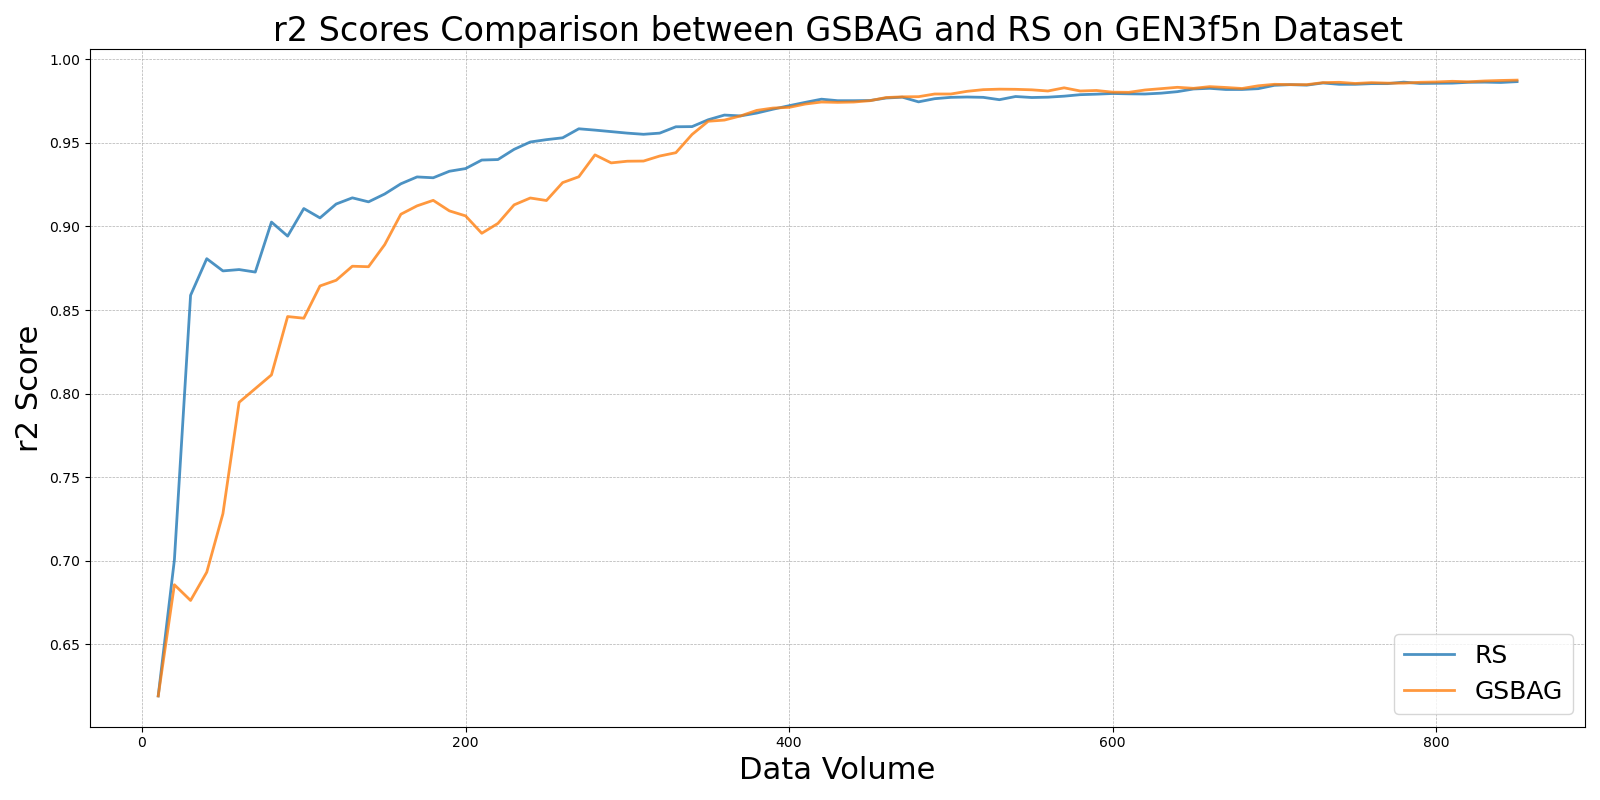 r2 Scores Comparison between GSBAG and RS on GEN3f5n Dataset
1.00
0.95
0.90
0.85
0.80
0.75
0.70
0.65
r2 Score
0 200 400 600 800
Data Volume
RS
GSBAG